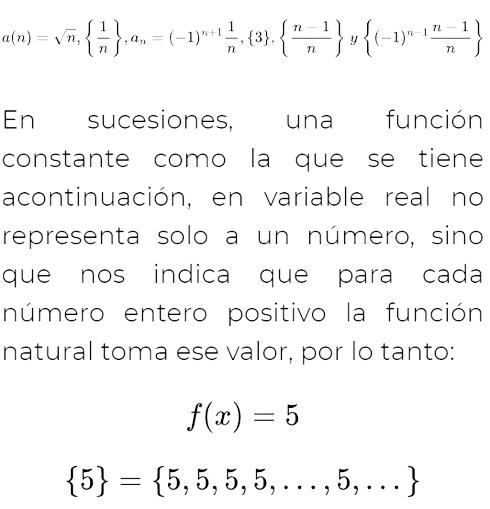 a(n) = √n, {1/n}, aₙ = (−1)ⁿ⁺¹ 1/n, {3}, {n − 1/n} y {(−1)ⁿ⁻¹ n − 1/n}
En sucesiones, una función
constante como la que se tiene
acontinuación, en variable real no
representa solo a un número, sino
que nos indica que para cada
número entero positivo la función
natural toma ese valor, por lo tanto:
f(x) = 5
{5} = {5, 5, 5, 5, . . . , 5, . . . }